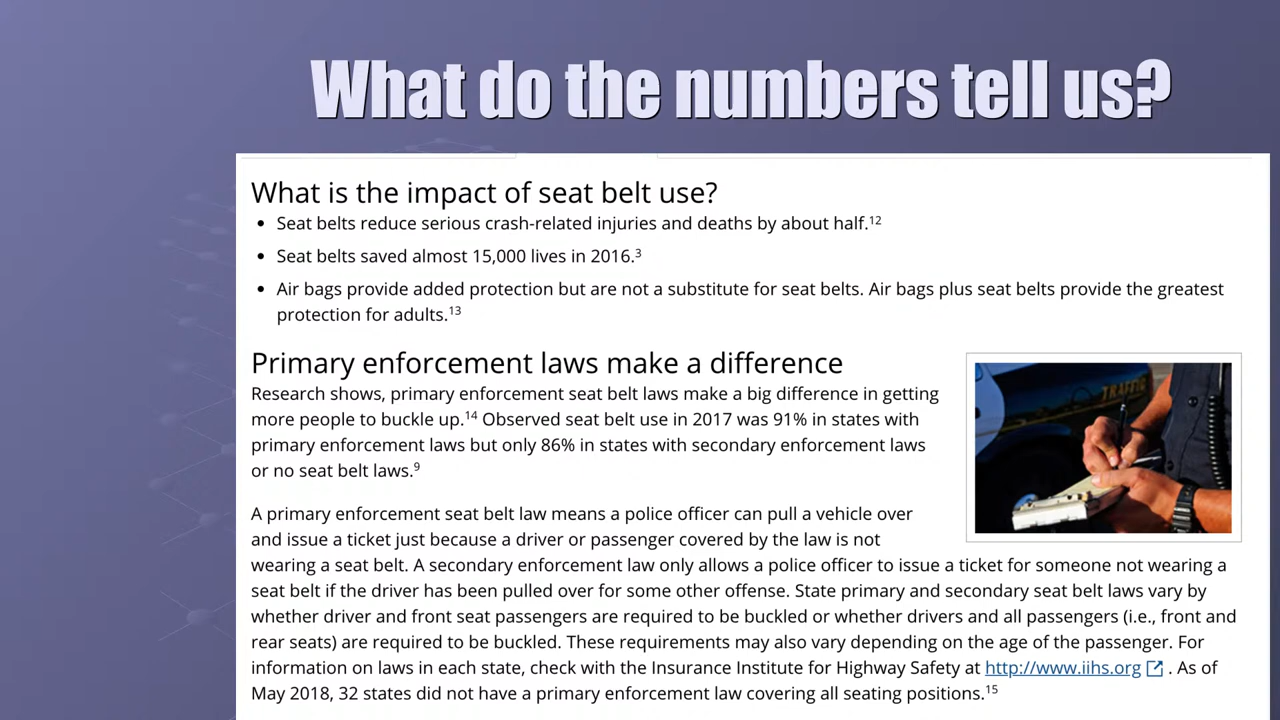 What do the numbers tell us?
What is the impact of seat belt use?
• Seat belts reduce serious crash-related injuries and deaths by about half.12
• Seat belts saved almost 15,000 lives in 2016.3
• Air bags provide added protection but are not a substitute for seat belts. Air bags plus seat belts provide the greatest
protection for adults.13
Primary enforcement laws make a difference
Research shows, primary enforcement seat belt laws make a big difference in getting
more people to buckle up.14 Observed seat belt use in 2017 was 91% in states with
primary enforcement laws but only 86% in states with secondary enforcement laws
or no seat belt laws.9
TRAFFIC
A primary enforcement seat belt law means a police officer can pull a vehicle over
and issue a ticket just because a driver or passenger covered by the law is not
wearing a seat belt. A secondary enforcement law only allows a police officer to issue a ticket for someone not wearing a
seat belt if the driver has been pulled over for some other offense. State primary and secondary seat belt laws vary by
whether driver and front seat passengers are required to be buckled or whether drivers and all passengers (i.e., front and
rear seats) are required to be buckled. These requirements may also vary depending on the age of the passenger. For
information on laws in each state, check with the Insurance Institute for Highway Safety at http://www.iihs.org . As of
May 2018, 32 states did not have a primary enforcement law covering all seating positions.15